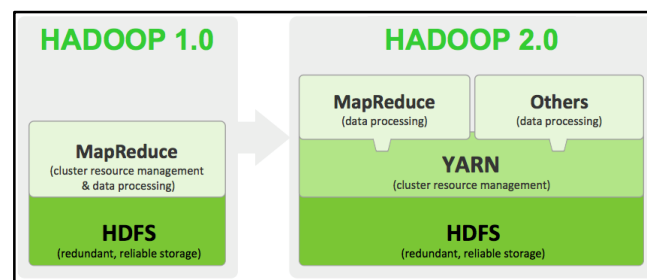 HADOOP 1.0
MapReduce
(cluster resource management
& data processing)
HDFS
(redundant, reliable storage)
HADOOP 2.0
MapReduce
(data processing)
Others
(data processing)
YARN
(cluster resource management)
HDFS
(redundant, reliable storage)